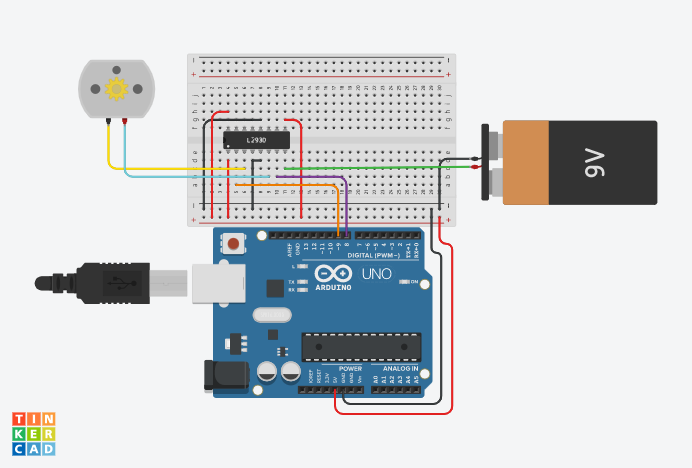 L293D
9V
AREF
GND
13
12
~11
~10
~9
8
7
~6
~5
4
~3
2
TX→1
RX←0
DIGITAL (PWM~)
L
TX
RX
UNO
ARDUINO
ON
POWER
ANALOG IN
IOREF
RESET
3.3V
5V
GND
GND
Vin
A0
A1
A2
A3
A4
A5
TIN
KER
CAD